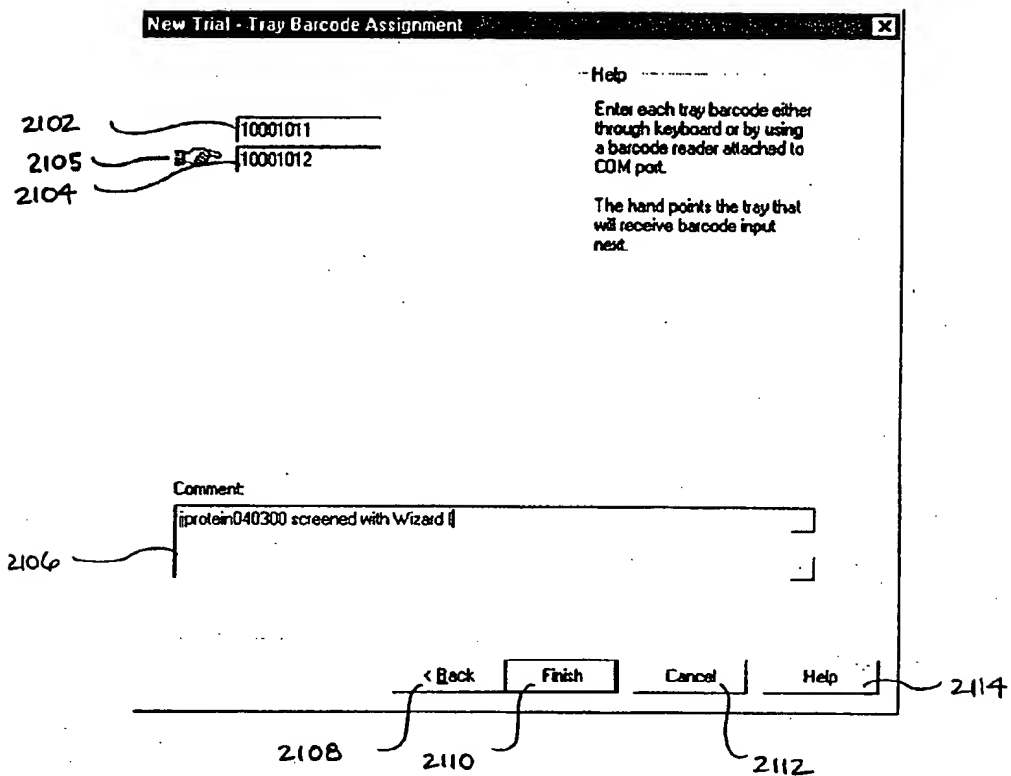 New Trial - Tray Barcode Assignment
Help
Enter each tray barcode either
through keyboard or by using
a barcode reader attached to
COM port.
The hand points the tray that
will receive barcode input
next.
2102
10001011
2105
10001012
2104
Comment:
protein040300 screened with Wizard
2106
< Back
Finish
Cancel
Help
2114
2108
2110
2112